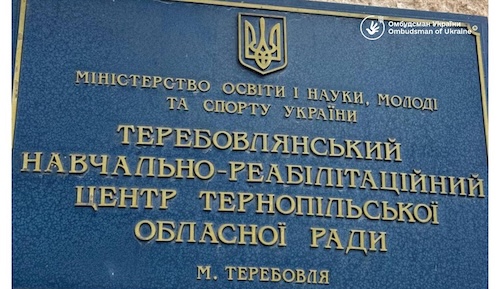 Омбудсман України
Ombudsman of Ukraine
МІНІСТЕРСТВО ОСВІТИ І НАУКИ, МОЛОДІ
ТА СПОРТУ УКРАЇНИ
ТЕРЕБОВЛЯНСЬКИЙ
НАВЧАЛЬНО-РЕАБІЛІТАЦІЙНИЙ
ЦЕНТР ТЕРНОПІЛЬСЬКОЇ
ОБЛАСНОЇ РАДИ
М. ТЕРЕБОВЛЯ